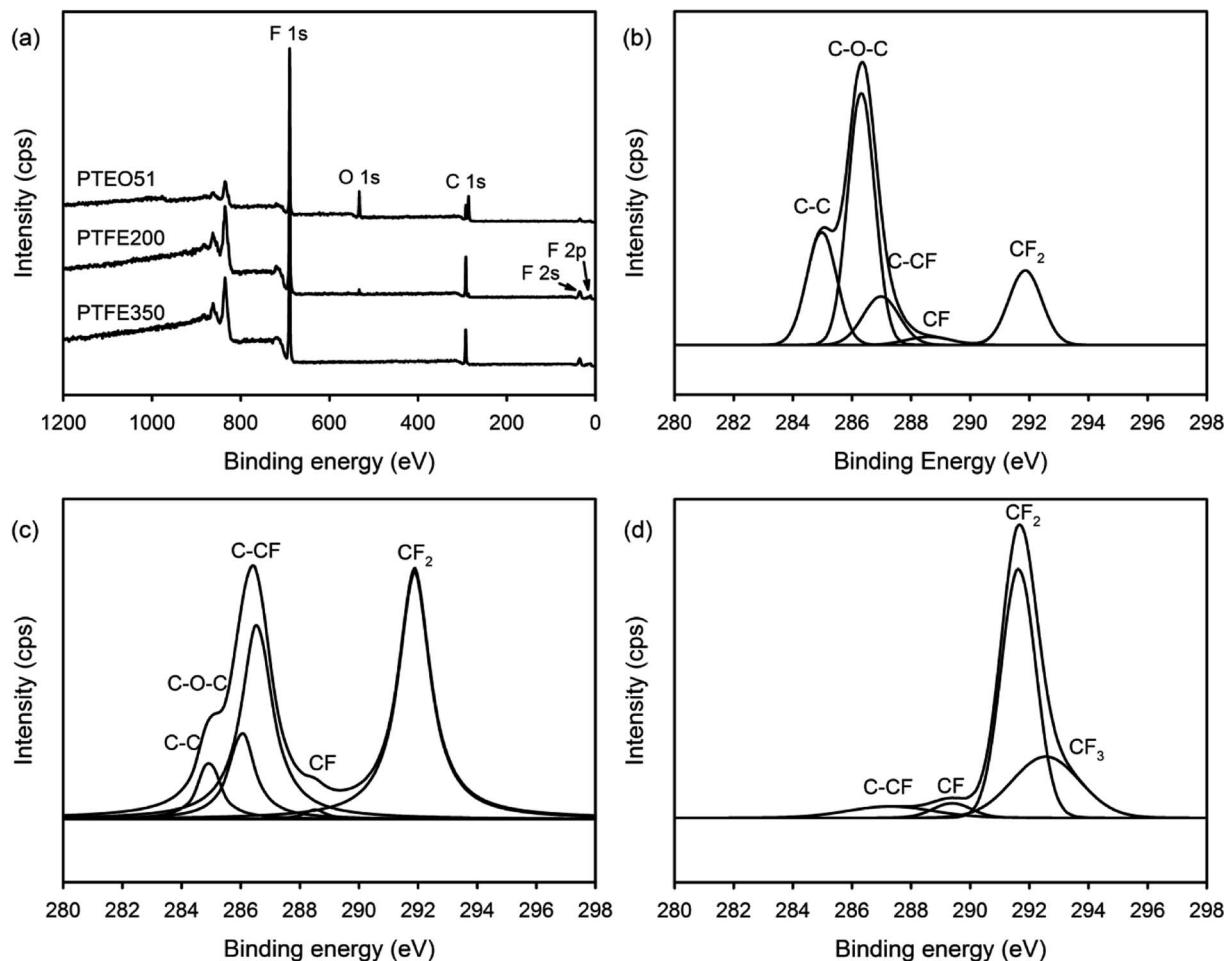 (a)
F 1s
PTEO51
O 1s
C 1s
PTFE200
F 2p
F 2s
PTFE350
Intensity (cps)
1200 1000 800 600 400 200 0
Binding energy (eV)
(b)
C-O-C
C-C
C-CF
CF
CF₂
Intensity (cps)
280 282 284 286 288 290 292 294 296 298
Binding Energy (eV)
(c)
C-CF
CF₂
C-O-C
C-C
CF
Intensity (cps)
280 282 284 286 288 290 292 294 296 298
Binding energy (eV)
(d)
CF₂
CF₃
C-CF
CF
Intensity (cps)
280 282 284 286 288 290 292 294 296 298
Binding energy (eV)